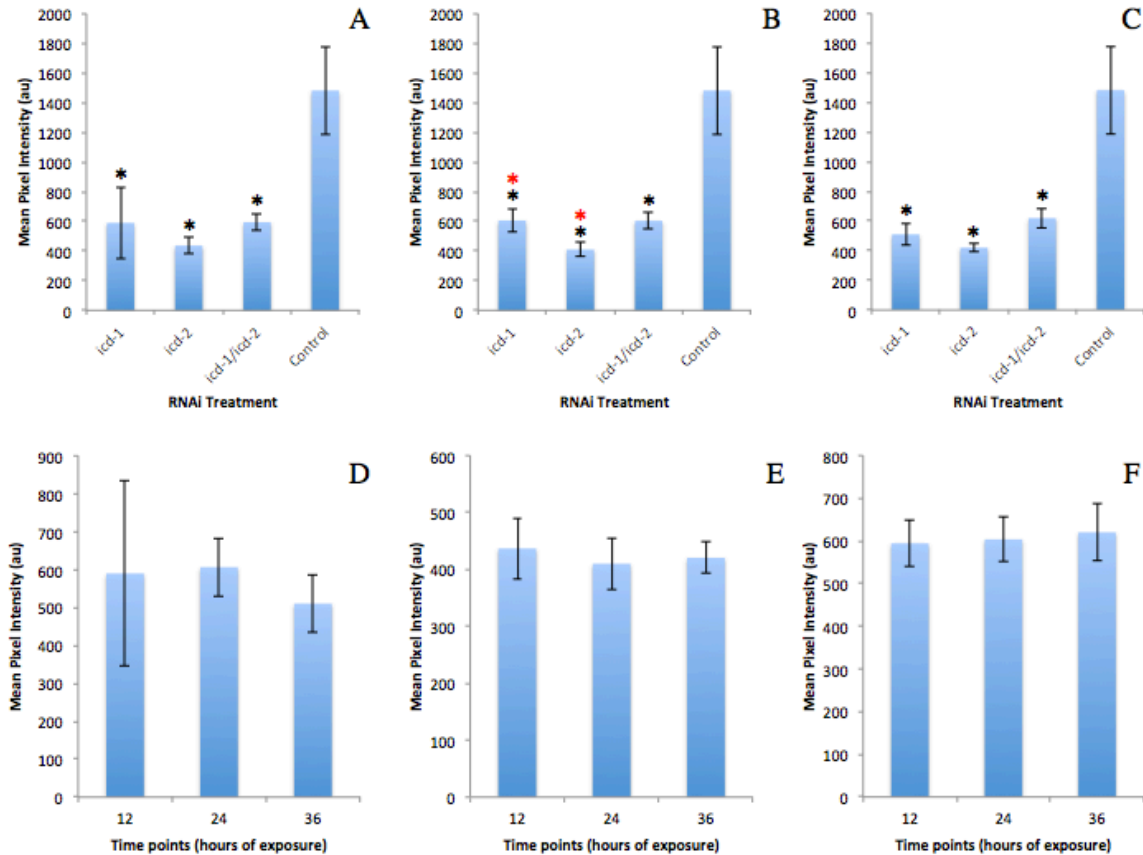 A
Mean Pixel Intensity (au)
2000
1800
1600
1400
1200
1000
800
600
400
200
0
*
*
*
icd-1
icd-2
icd-1/icd-2
Control
RNAi Treatment
B
Mean Pixel Intensity (au)
2000
1800
1600
1400
1200
1000
800
600
400
200
0
*
*
*
*
*
icd-1
icd-2
icd-1/icd-2
Control
RNAi Treatment
C
Mean Pixel Intensity (au)
2000
1800
1600
1400
1200
1000
800
600
400
200
0
*
*
*
icd-1
icd-2
icd-1/icd-2
Control
RNAi Treatment
D
Mean Pixel Intensity (au)
900
800
700
600
500
400
300
200
100
0
12 24 36
Time points (hours of exposure)
E
Mean Pixel Intensity (au)
600
500
400
300
200
100
0
12 24 36
Time points (hours of exposure)
F
Mean Pixel Intensity (au)
800
700
600
500
400
300
200
100
0
12 24 36
Time points (hours of exposure)